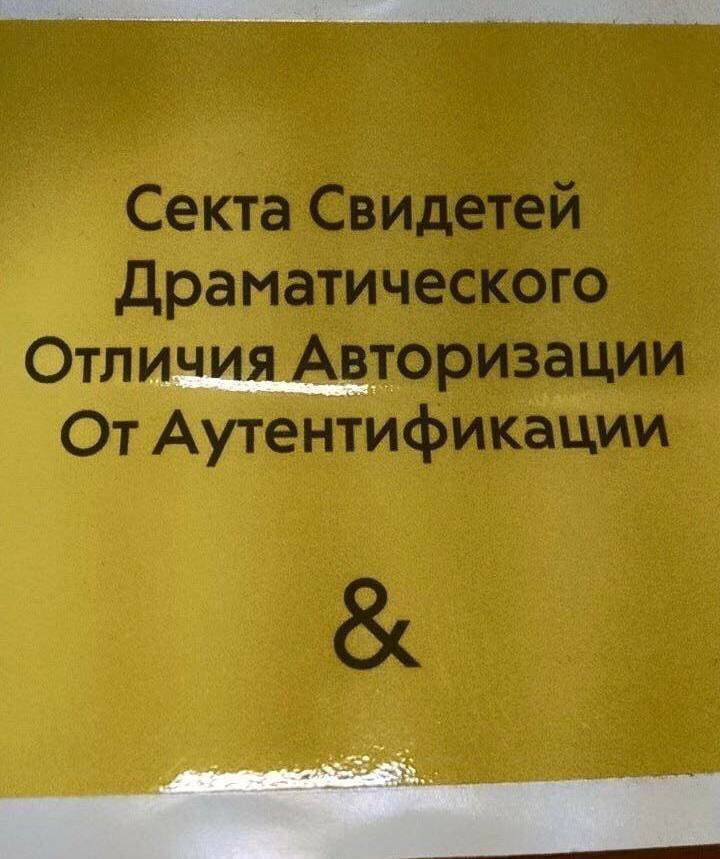 Секта Свидетей
Драматического
Отличия Авторизации
От Аутентификации
&